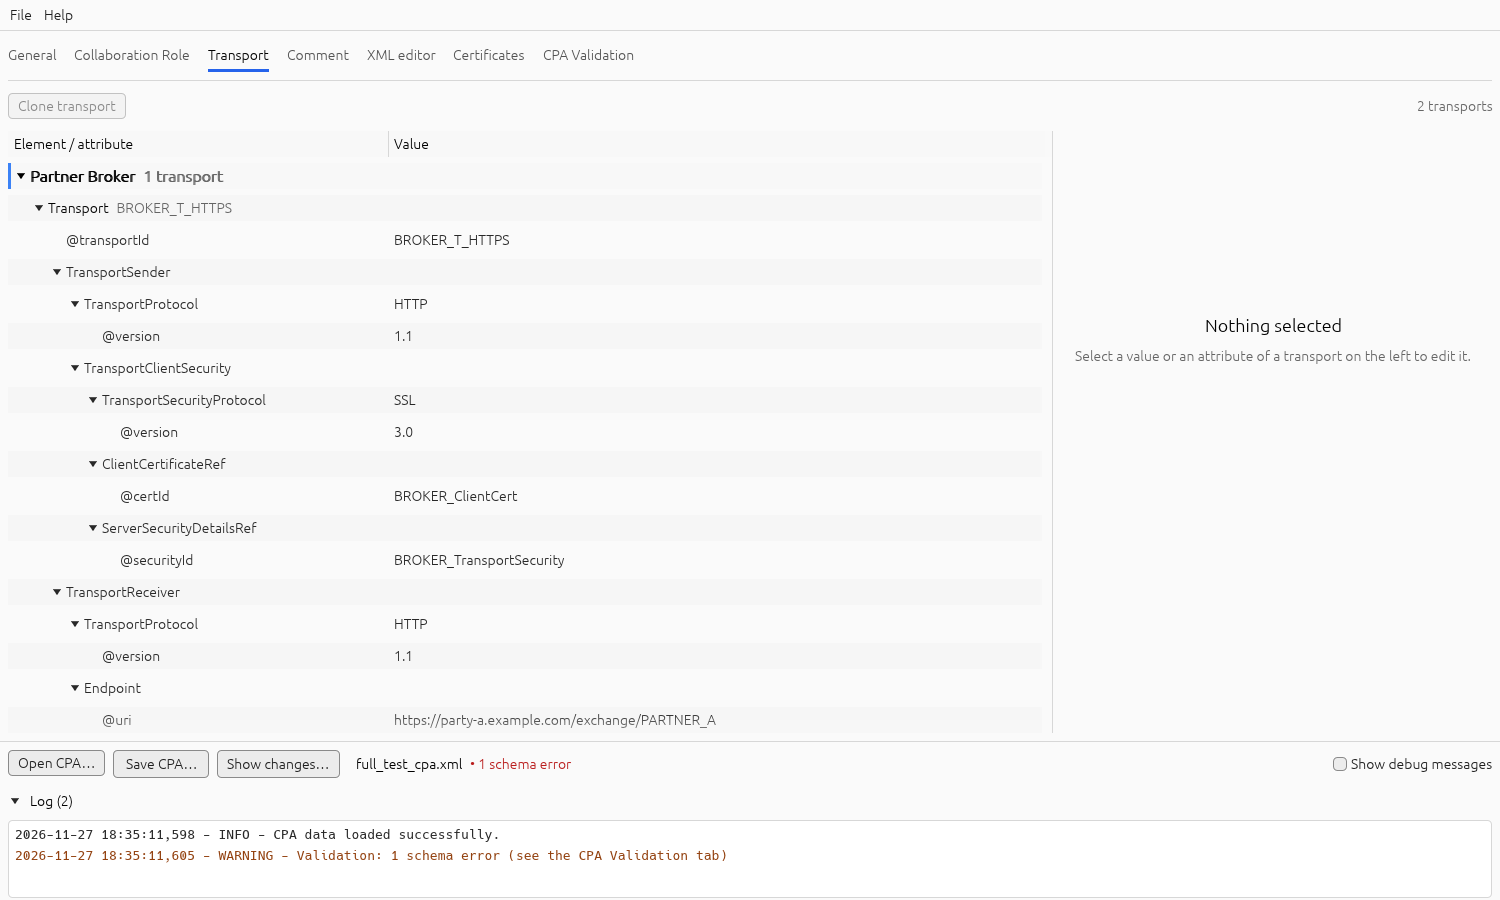 File Help
General Collaboration Role Transport Comment XML editor Certificates CPA Validation
Clone transport 2 transports
Element / attribute Value
Partner Broker 1 transport
Transport BROKER_T_HTTPS
@transportId BROKER_T_HTTPS
TransportSender
TransportProtocol HTTP
@version 1.1
TransportClientSecurity
TransportSecurityProtocol SSL
@version 3.0
ClientCertificateRef
@certId BROKER_ClientCert
ServerSecurityDetailsRef
@securityId BROKER_TransportSecurity
TransportReceiver
TransportProtocol HTTP
@version 1.1
Endpoint
@uri https://party-a.example.com/exchange/PARTNER_A
Nothing selected
Select a value or an attribute of a transport on the left to edit it.
Open CPA... Save CPA... Show changes... full_test_cpa.xml • 1 schema error Show debug messages
Log (2)
2026-11-27 18:35:11,598 - INFO - CPA data loaded successfully.
2026-11-27 18:35:11,605 - WARNING - Validation: 1 schema error (see the CPA Validation tab)